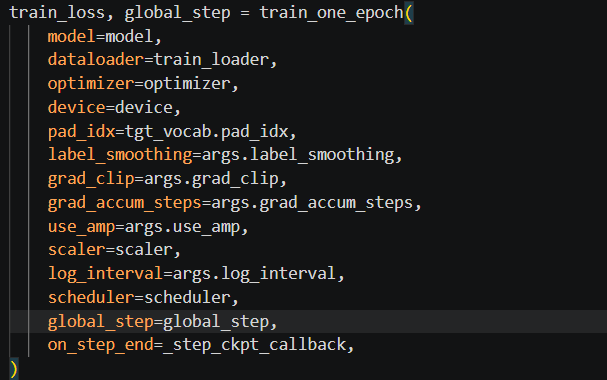 train_loss, global_step = train_one_epoch(
    model=model,
    dataloader=train_loader,
    optimizer=optimizer,
    device=device,
    pad_idx=tgt_vocab.pad_idx,
    label_smoothing=args.label_smoothing,
    grad_clip=args.grad_clip,
    grad_accum_steps=args.grad_accum_steps,
    use_amp=args.use_amp,
    scaler=scaler,
    log_interval=args.log_interval,
    scheduler=scheduler,
    global_step=global_step,
    on_step_end=_step_ckpt_callback,
)